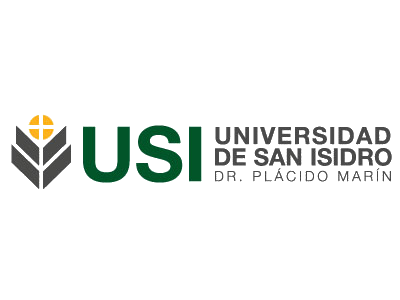 USI
UNIVERSIDAD
DE SAN ISIDRO
DR. PLÁCIDO MARÍN